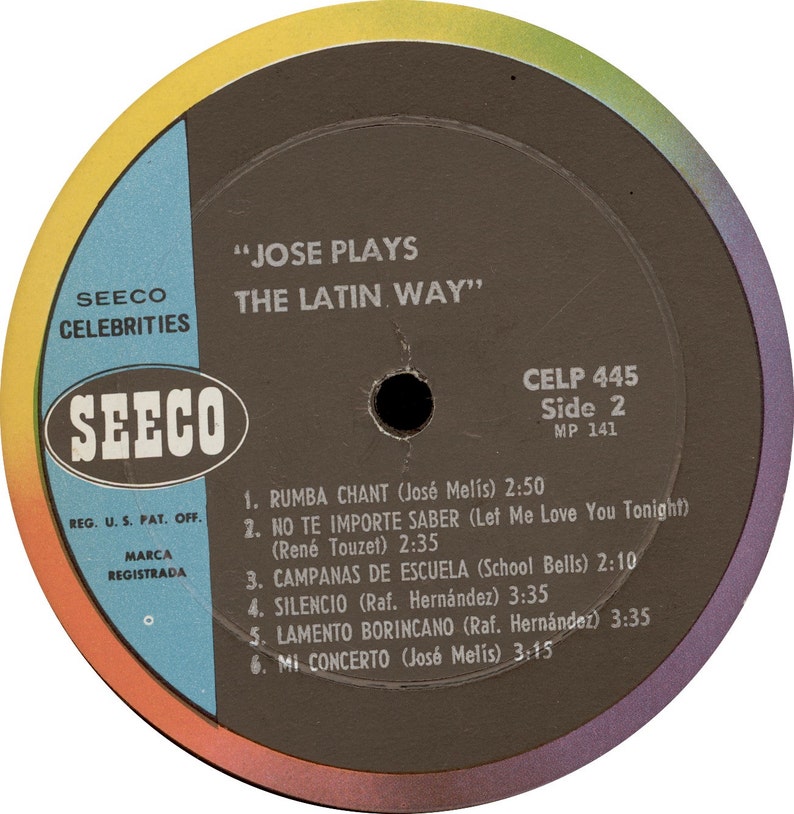 "JOSE PLAYS
THE LATIN WAY"
SEECO
CELEBRITIES
SEECO
REG. U. S. PAT. OFF.
MARCA
REGISTRADA
CELP 445
Side 2
MP 141
1. RUMBA CHANT (José Melís) 2:50
2. NO TE IMPORTE SABER (Let Me Love You Tonight)
(René Touzet) 2:35
3. CAMPANAS DE ESCUELA (School Bells) 2:10
4. SILENCIO (Raf. Hernández) 3:35
5. LAMENTO BORINCANO (Raf. Hernández) 3:35
6. MI CONCERTO (José Melís) 3:15